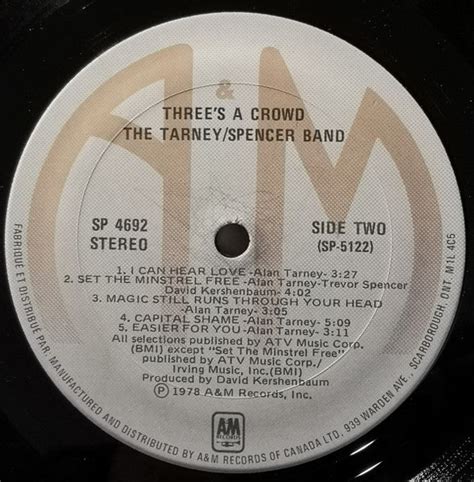 A&M
THREE'S A CROWD
THE TARNEY/SPENCER BAND
SP 4692
STEREO
SIDE TWO
(SP-5122)
1. I CAN HEAR LOVE -Alan Tarney- 3:27
2. SET THE MINSTREL FREE -Alan Tarney-Trevor Spencer
David Kershenbaum- 4:02
3. MAGIC STILL RUNS THROUGH YOUR HEAD
-Alan Tarney- 3:05
4. CAPITAL SHAME -Alan Tarney- 5:09
5. EASIER FOR YOU -Alan Tarney- 3:11
All selections published by ATV Music Corp.
(BMI) except "Set The Minstrel Free"
published by ATV Music Corp./
Irving Music, Inc.(BMI)
Produced by David Kershenbaum
Ⓟ 1978 A&M Records, Inc.
A&M
RECORDS
FABRIQUE ET DISTRIBUÉ PAR. MANUFACTURED AND DISTRIBUTED BY A&M RECORDS OF CANADA LTD. 939 WARDEN AVE., SCARBOROUGH, ONT. M1L 4C5